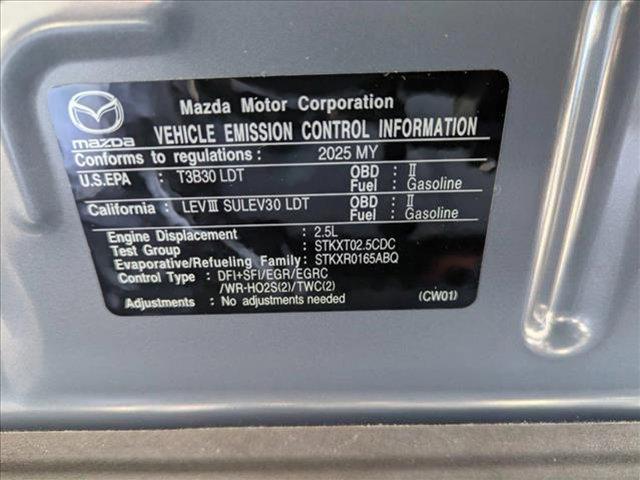 Mazda Motor Corporation
mazda
VEHICLE EMISSION CONTROL INFORMATION
Conforms to regulations : 2025 MY
U.S.EPA : T3B30 LDT OBD : II
Fuel : Gasoline
California : LEV III SULEV30 LDT OBD : II
Fuel : Gasoline
Engine Displacement : 2.5L
Test Group : STKXT02.5CDC
Evaporative/Refueling Family: STKXR0165ABQ
Control Type : DFI+SFI/EGR/EGRC
/WR-HO2S(2)/TWC(2)
Adjustments : No adjustments needed (CW01)